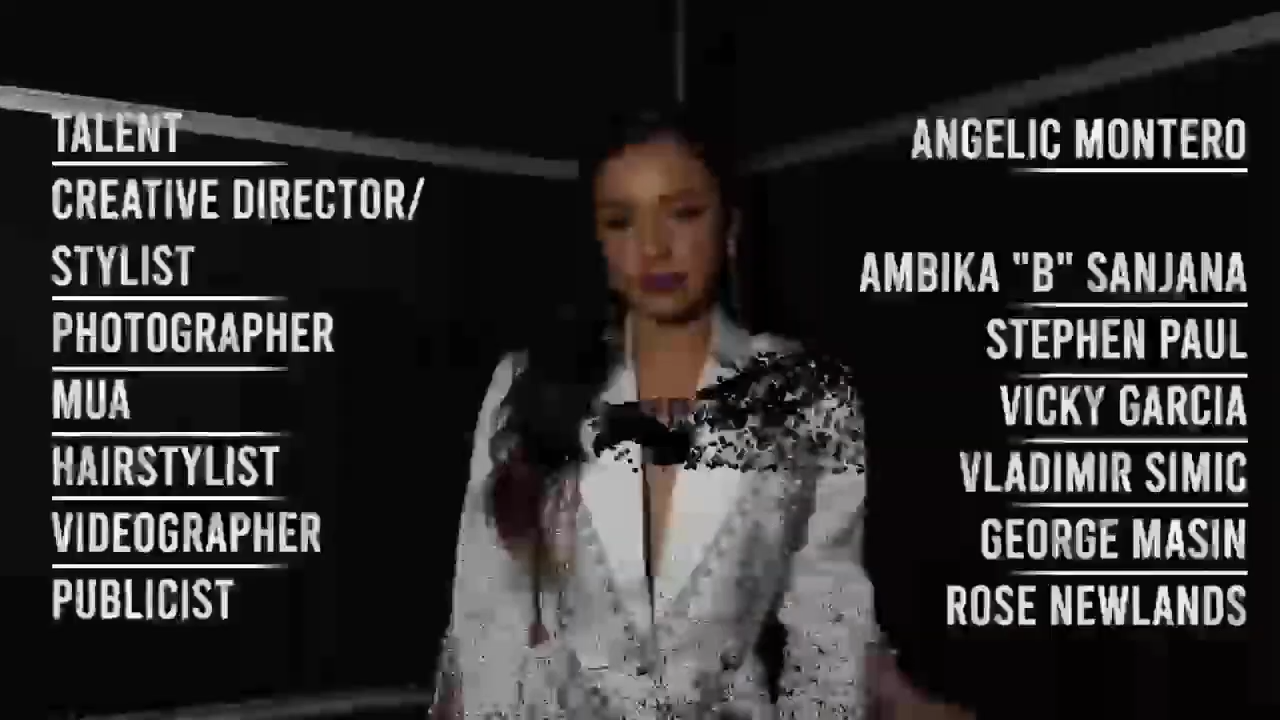 TALENT
ANGELIC MONTERO
CREATIVE DIRECTOR/
STYLIST
AMBIKA "B" SANJANA
PHOTOGRAPHER
STEPHEN PAUL
MUA
VICKY GARCIA
HAIRSTYLIST
VLADIMIR SIMIC
VIDEOGRAPHER
GEORGE MASIN
PUBLICIST
ROSE NEWLANDS